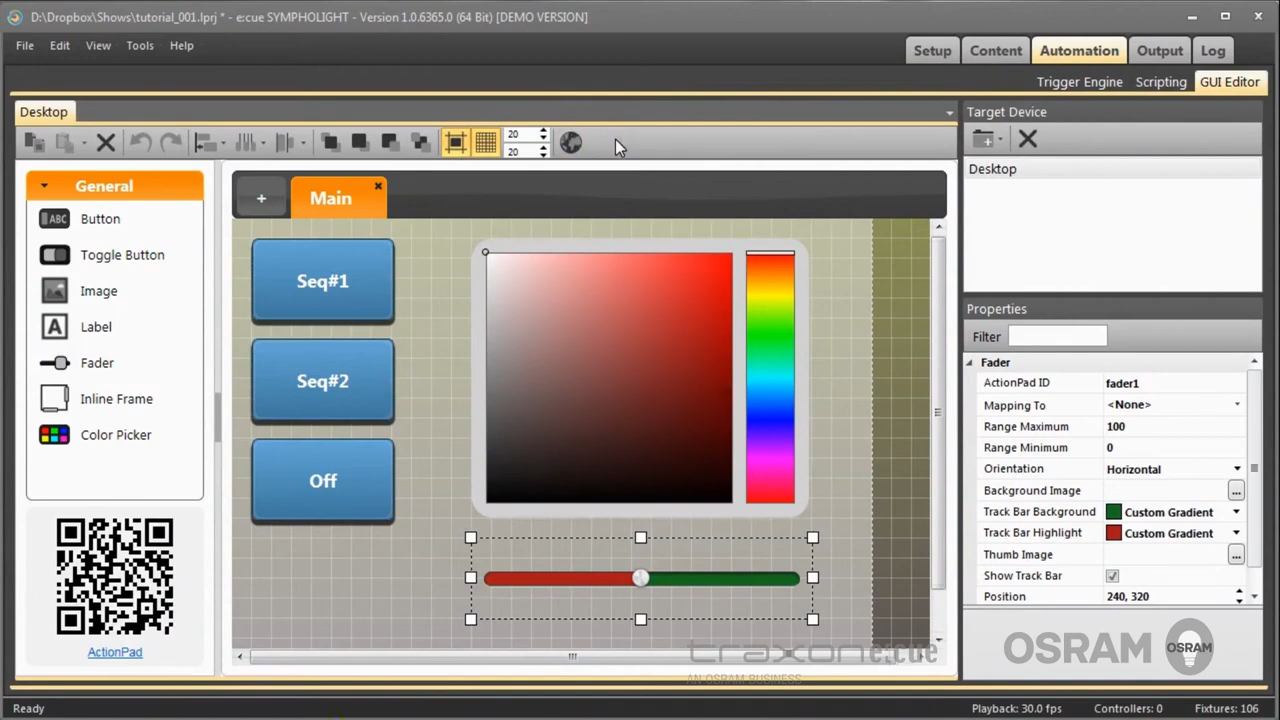 D:\Dropbox\Shows\tutorial_001.lprj * - e:cue SYMPHOLIGHT - Version 1.0.6365.0 (64 Bit) [DEMO VERSION]
File Edit View Tools Help
Setup Content Automation Output Log
Trigger Engine Scripting GUI Editor
Desktop
20
20
General
ABC Button
Toggle Button
Image
A Label
Fader
Inline Frame
Color Picker
ActionPad
+ Main
Seq#1
Seq#2
Off
Target Device
Desktop
Properties
Filter
Fader
ActionPad ID fader1
Mapping To <None>
Range Maximum 100
Range Minimum 0
Orientation Horizontal
Background Image ...
Track Bar Background Custom Gradient
Track Bar Highlight Custom Gradient
Thumb Image ...
Show Track Bar
Position 240, 320
traxon e:cue
AN OSRAM BUSINESS
OSRAM OSRAM
Ready
Playback: 30.0 fps Controllers: 0 Fixtures: 106